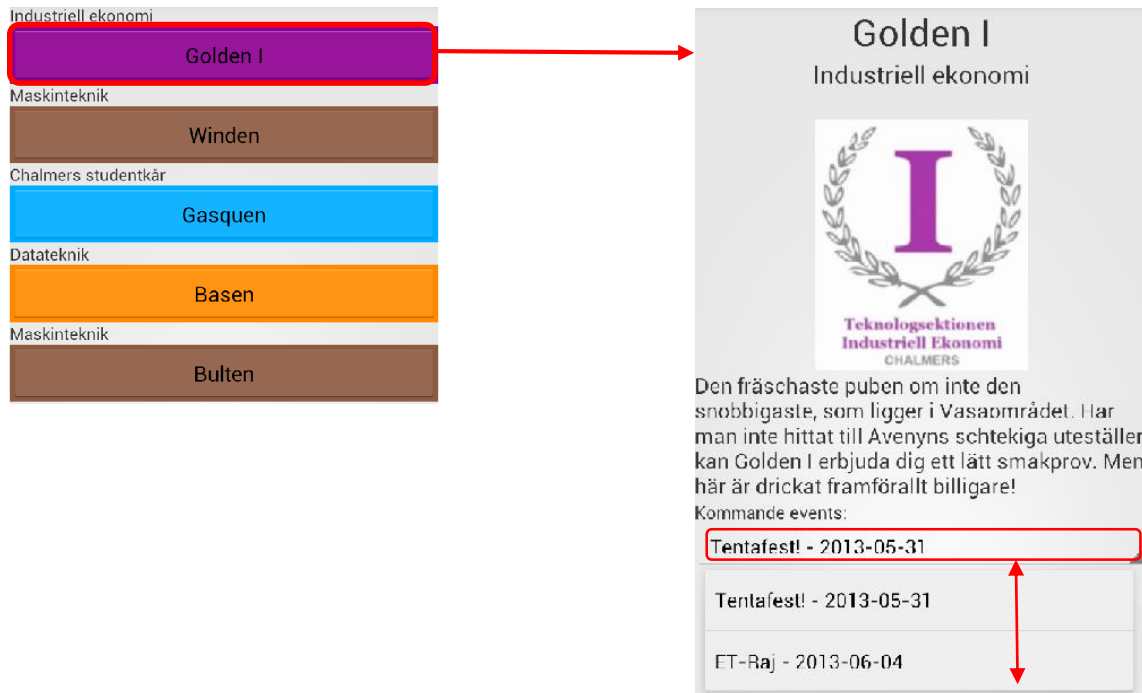 Industriell ekonomi
Golden I
Maskinteknik
Winden
Chalmers studentkår
Gasquen
Datateknik
Basen
Maskinteknik
Bulten
Golden I
Industriell ekonomi
I
Teknologsektionen
Industriell Ekonomi
CHALMERS
Den fräschaste puben om inte den
snobbigaste, som ligger i Vasaområdet. Har
man inte hittat till Avenyns schtekiga uteställen
kan Golden I erbjuda dig ett lätt smakprov. Men
här är drickat framförallt billigare!
Kommande events:
Tentafest! - 2013-05-31
Tentafest! - 2013-05-31
ET-Raj - 2013-06-04